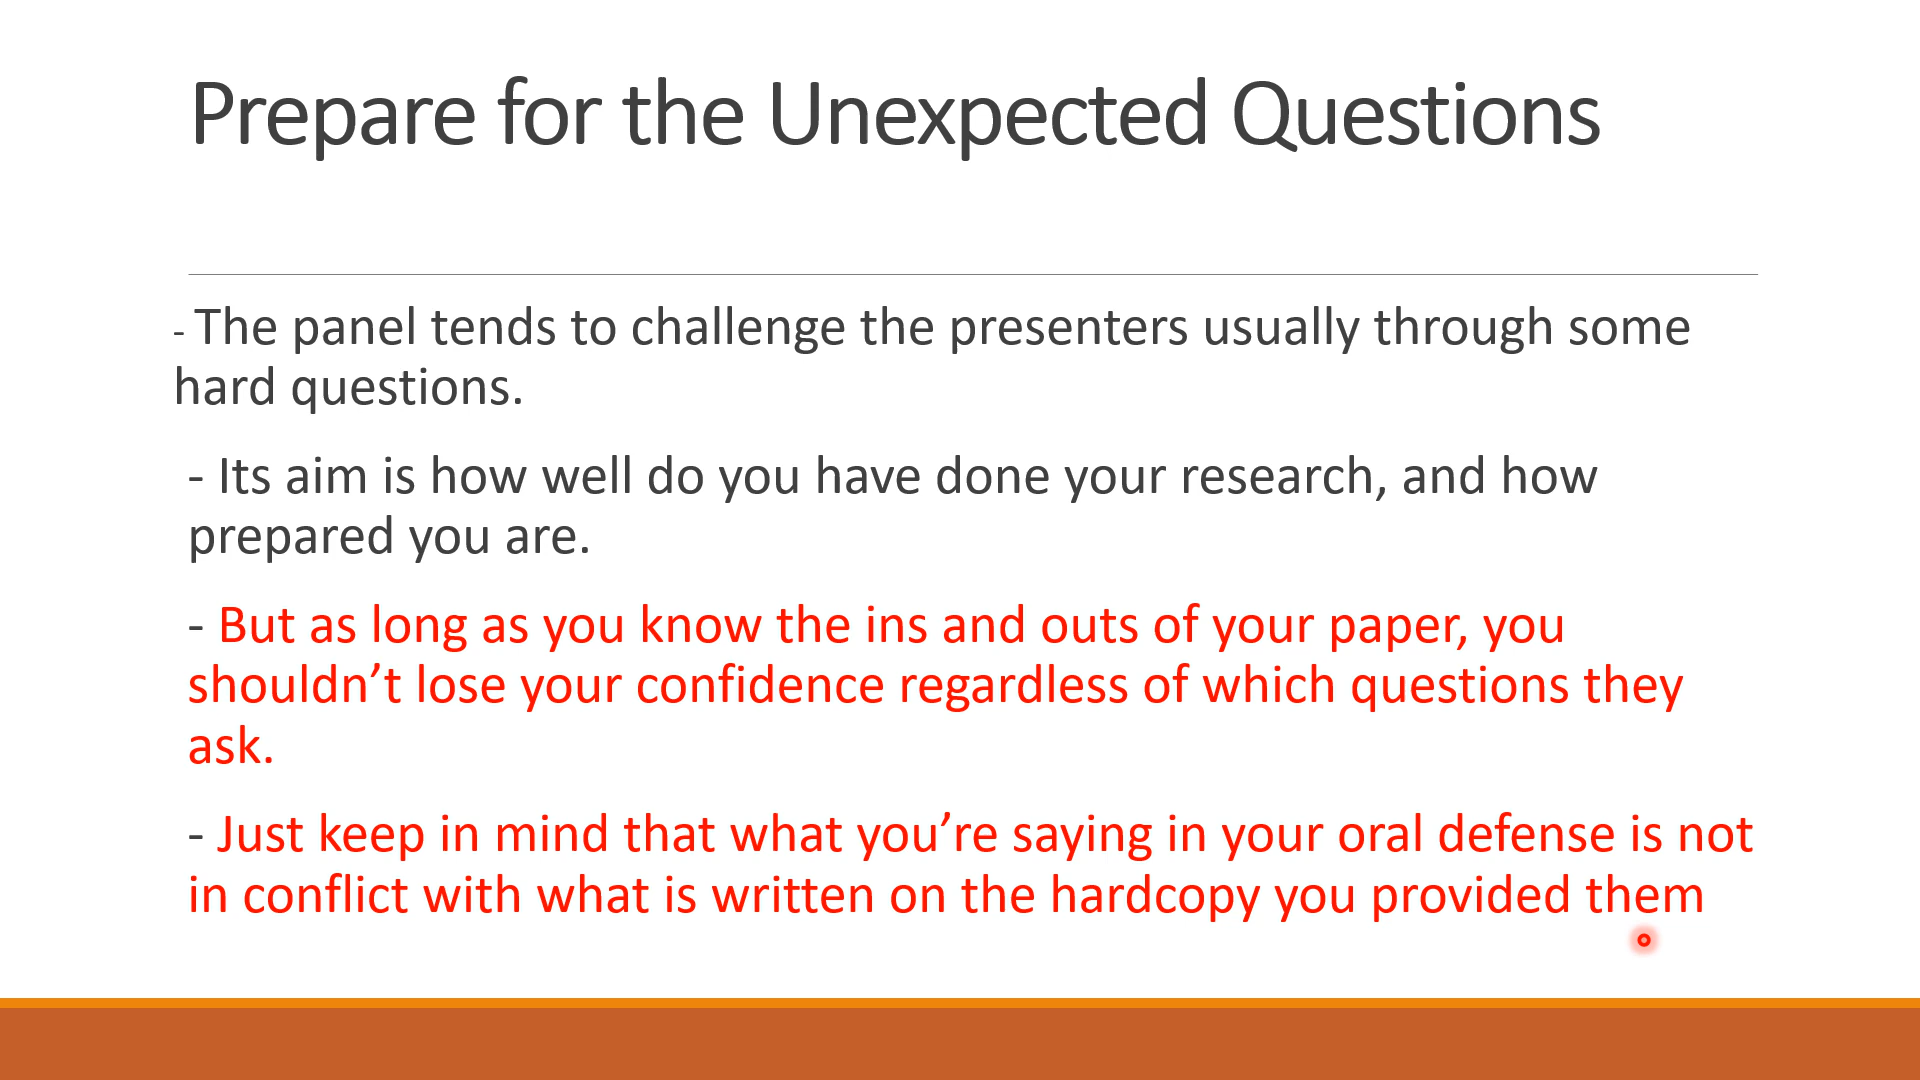 Prepare for the Unexpected Questions
- The panel tends to challenge the presenters usually through some
hard questions.
- Its aim is how well do you have done your research, and how
prepared you are.
- But as long as you know the ins and outs of your paper, you
shouldn’t lose your confidence regardless of which questions they
ask.
- Just keep in mind that what you’re saying in your oral defense is not
in conflict with what is written on the hardcopy you provided them